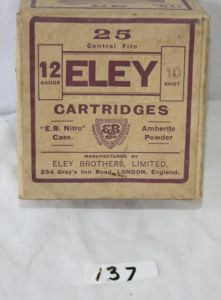 25
Central Fire
12 GAUGE ELEY 10 SHOT
CARTRIDGES
"E.B. Nitro" Case. EB Amberite Powder
MANUFACTURED BY
ELEY BROTHERS, LIMITED,
254 Gray's Inn Road, LONDON, England.
137